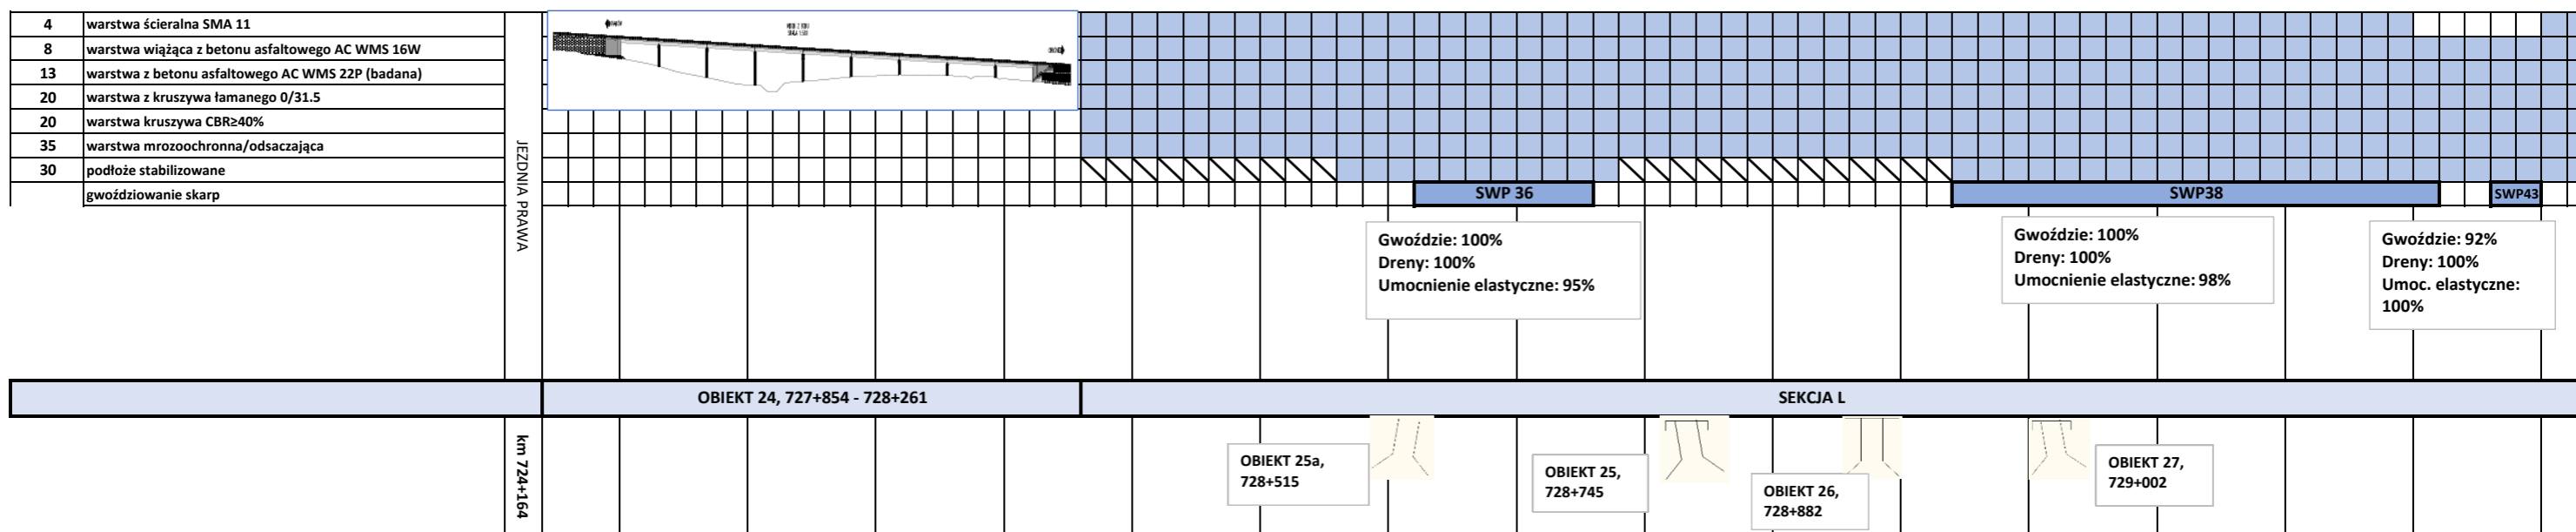 4 warstwa ścieralna SMA 11
8 warstwa wiążąca z betonu asfaltowego AC WMS 16W
13 warstwa z betonu asfaltowego AC WMS 22P (badana)
20 warstwa z kruszywa łamanego 0/31.5
20 warstwa kruszywa CBR≥40%
35 warstwa mrozoochronna/odsaczająca
30 podłoże stabilizowane
gwoździowanie skarp
JEZDNIA PRAWA
SWP 36
SWP38
SWP43
Gwoździe: 100%
Dreny: 100%
Umocnienie elastyczne: 95%
Gwoździe: 100%
Dreny: 100%
Umocnienie elastyczne: 98%
Gwoździe: 92%
Dreny: 100%
Umoc. elastyczne:
100%
OBIEKT 24, 727+854 - 728+261
SEKCJA L
km 724+164
OBIEKT 25a,
728+515
OBIEKT 25,
728+745
OBIEKT 26,
728+882
OBIEKT 27,
729+002